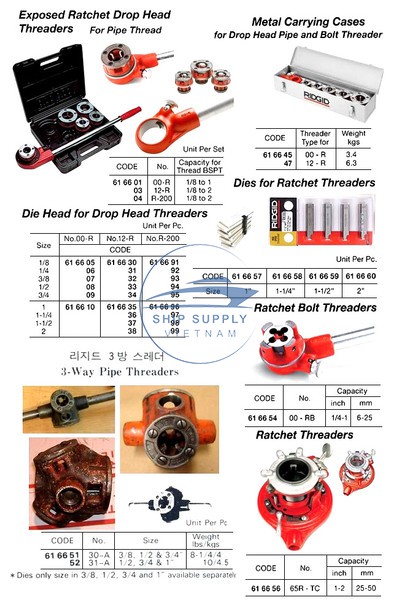 Exposed Ratchet Drop Head
Threaders For Pipe Thread
Unit Per Set
CODE No. Capacity for Thread BSPT
61 66 01 00-R 1/8 to 1
03 12-R 1/8 to 2
04 R-200 1/8 to 2
Metal Carrying Cases
for Drop Head Pipe and Bolt Threader
RIDGID
CODE Threader Type for Weight kgs
61 66 45 00 - R 3.4
47 12 - R 6.3
Die Head for Drop Head Threaders
Unit Per Pc.
Size No.00-R No.12-R No.R-200
CODE
1/8 61 66 05 61 66 30 61 66 91
1/4 06 31 92
3/8 07 32 93
1/2 08 33 94
3/4 09 34 95
1 61 66 10 61 66 35 61 66 96
1-1/4 36 97
1-1/2 37 98
2 38 99
Dies for Ratchet Threaders
RIDGID
Unit Per Pc.
CODE 61 66 57 61 66 58 61 66 59 61 66 60
Size 1" 1-1/4" 1-1/2" 2"
SHIP SUPPLY
VIETNAM
Ratchet Bolt Threaders
CODE No. Capacity
inch mm
61 66 54 00 - RB 1/4-1 6-25
리지드 3방 스레더
3-Way Pipe Threaders
Unit Per Pc
CODE No. Size Weight lbs/kgs
61 66 51 30-A 3/8, 1/2 & 3/4" 8-1/4/4
52 31-A 1/2, 3/4 & 1" 10/4.5
* Dies only size in 3/8, 1/2, 3/4 and 1" available separately
Ratchet Threaders
CODE No. Capacity
inch mm
61 66 56 65R - TC 1-2 25-50